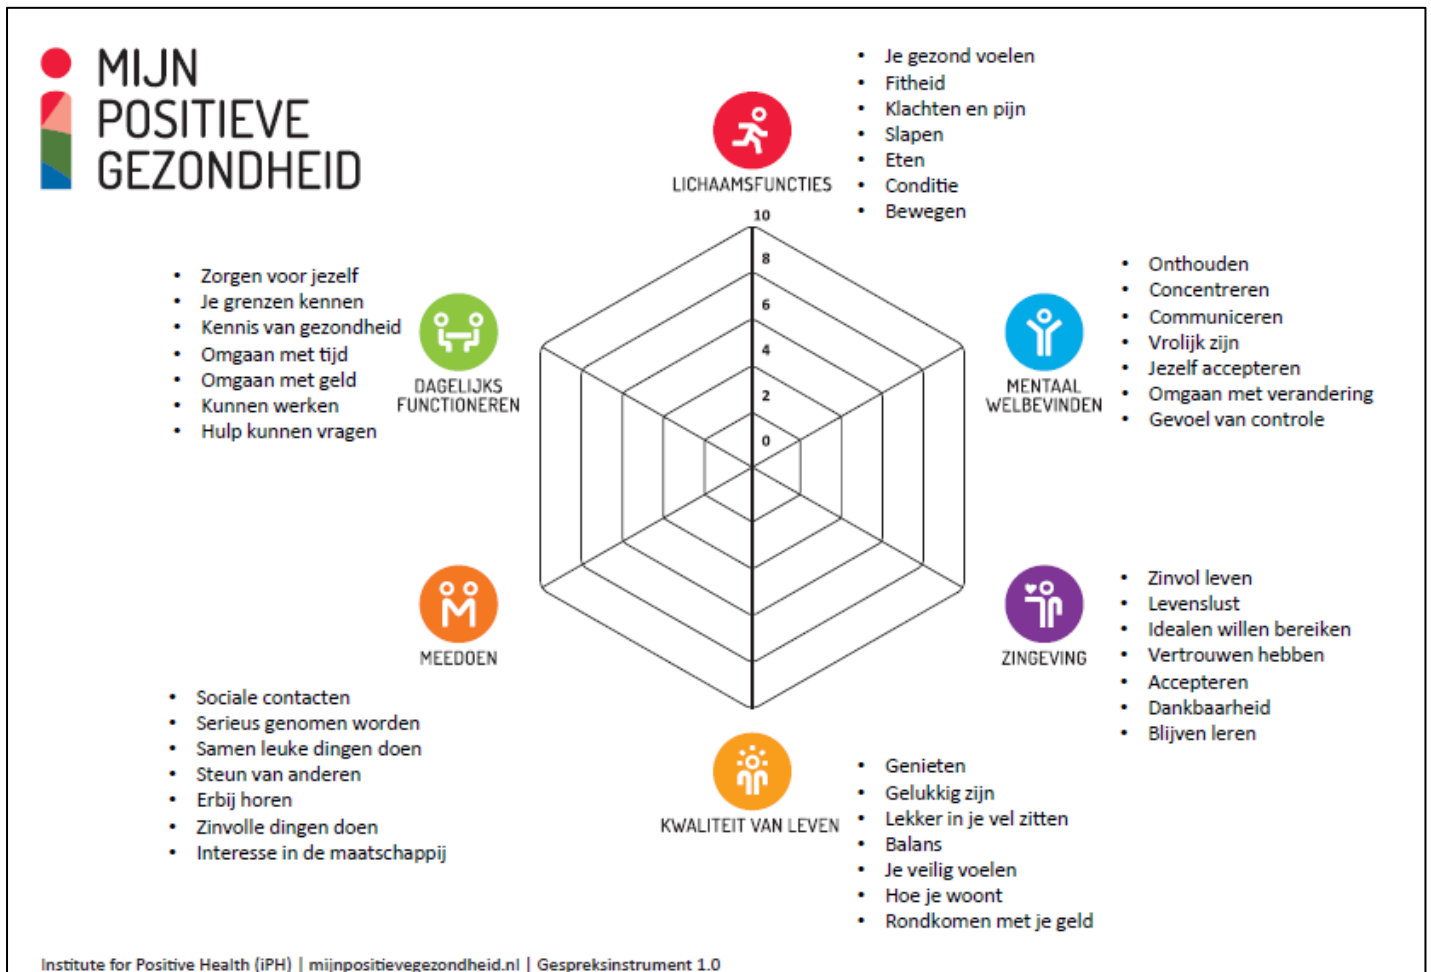 MIJN
POSITIEVE
GEZONDHEID
LICHAAMSFUNCTIES
• Je gezond voelen
• Fitheid
• Klachten en pijn
• Slapen
• Eten
• Conditie
• Bewegen
10
8
6
4
2
0
MENTAAL
WELBEVINDEN
• Onthouden
• Concentreren
• Communiceren
• Vrolijk zijn
• Jezelf accepteren
• Omgaan met verandering
• Gevoel van controle
ZINGEVING
• Zinvol leven
• Levenslust
• Idealen willen bereiken
• Vertrouwen hebben
• Accepteren
• Dankbaarheid
• Blijven leren
KWALITEIT VAN LEVEN
• Genieten
• Gelukkig zijn
• Lekker in je vel zitten
• Balans
• Je veilig voelen
• Hoe je woont
• Rondkomen met je geld
MEEDOEN
• Sociale contacten
• Serieus genomen worden
• Samen leuke dingen doen
• Steun van anderen
• Erbij horen
• Zinvolle dingen doen
• Interesse in de maatschappij
DAGELIJKS
FUNCTIONEREN
• Zorgen voor jezelf
• Je grenzen kennen
• Kennis van gezondheid
• Omgaan met tijd
• Omgaan met geld
• Kunnen werken
• Hulp kunnen vragen
Institute for Positive Health (iPH) | mijnpositievegezondheid.nl | Gespreksinstrument 1.0